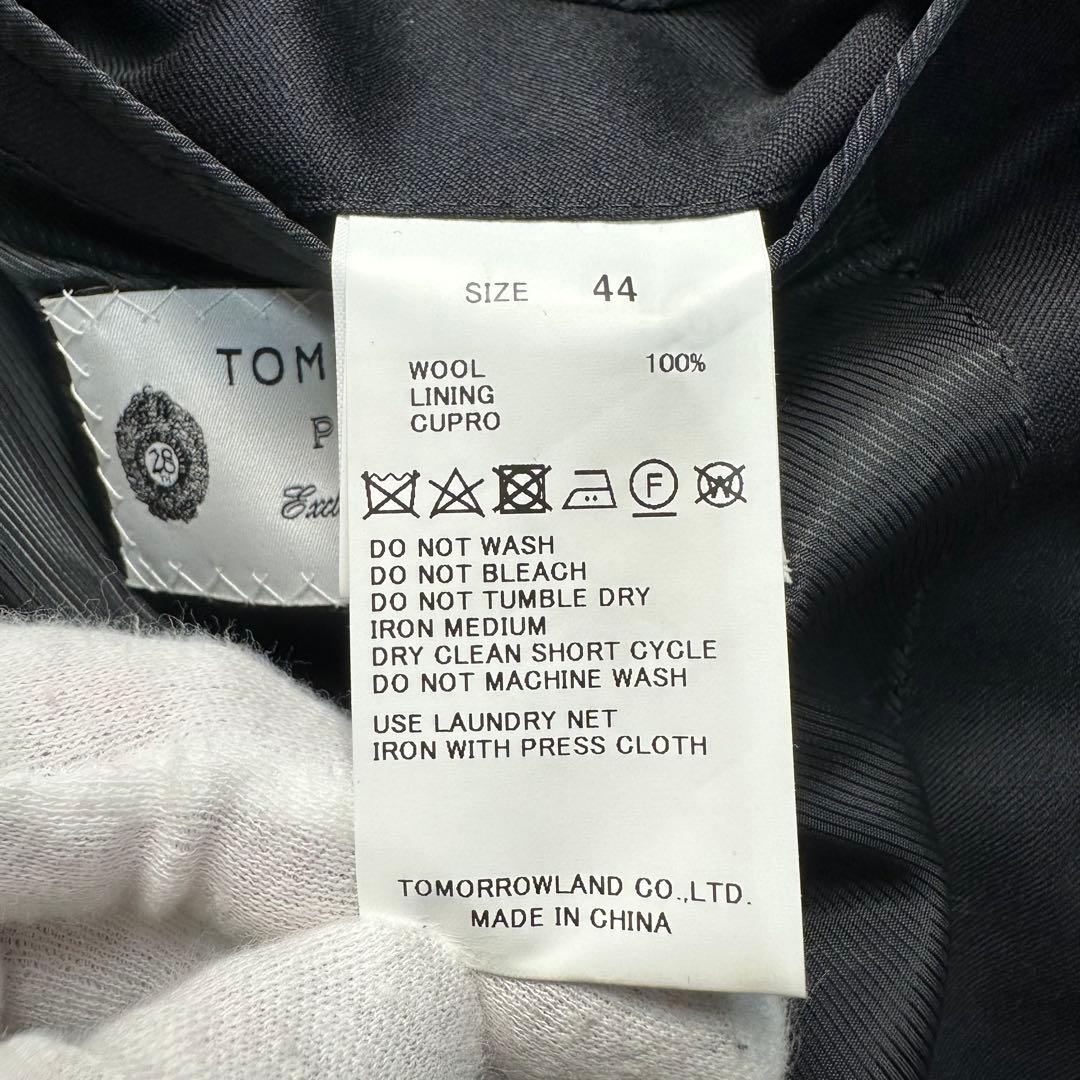 SIZE 44
WOOL 100%
LINING
CUPRO
F W
DO NOT WASH
DO NOT BLEACH
DO NOT TUMBLE DRY
IRON MEDIUM
DRY CLEAN SHORT CYCLE
DO NOT MACHINE WASH
USE LAUNDRY NET
IRON WITH PRESS CLOTH
TOMORROWLAND CO.,LTD.
MADE IN CHINA
TOM
P
28